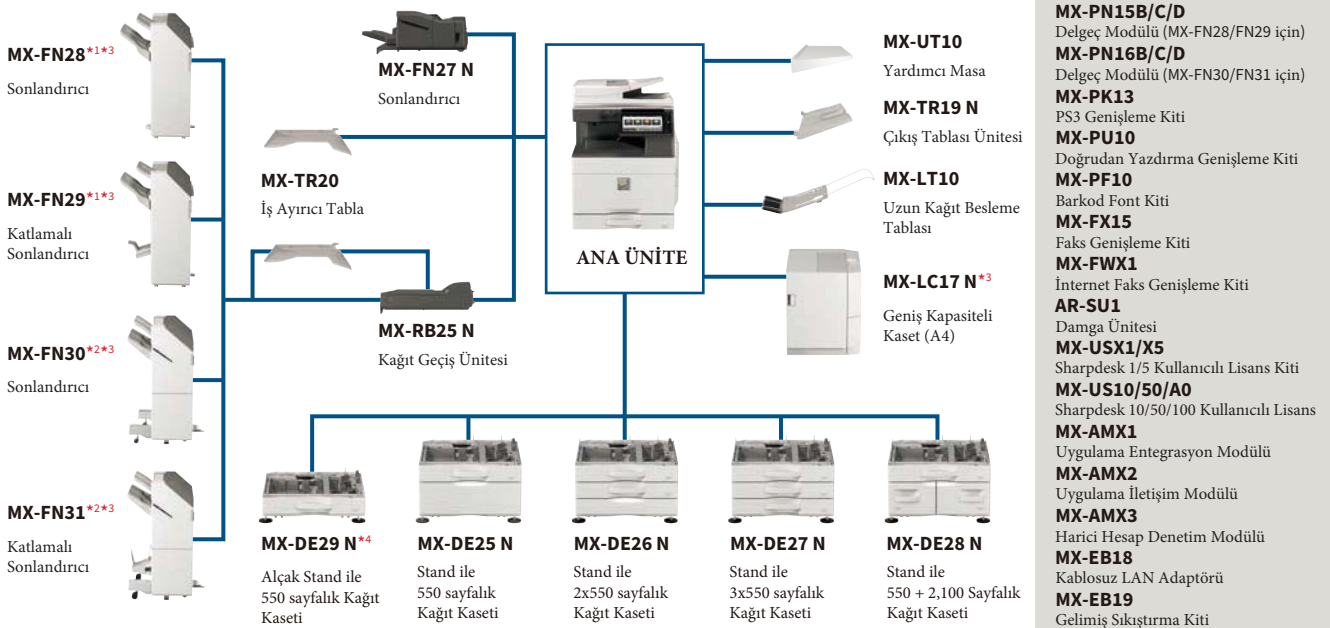 MX-FN28*1*3
Sonlandırıcı
MX-FN29*1*3
Katlamalı
Sonlandırıcı
MX-FN30*2*3
Sonlandırıcı
MX-FN31*2*3
Katlamalı
Sonlandırıcı
MX-FN27 N
Sonlandırıcı
MX-TR20
İş Ayırıcı Tabla
MX-RB25 N
Kağıt Geçiş Ünitesi
ANA ÜNİTE
MX-UT10
Yardımcı Masa
MX-TR19 N
Çıkış Tablası Ünitesi
MX-LT10
Uzun Kağıt Besleme
Tablası
MX-LC17 N*3
Geniş Kapasiteli
Kaset (A4)
MX-DE29 N*4
Alçak Stand ile
550 sayfalık Kağıt
Kaseti
MX-DE25 N
Stand ile
550 sayfalık
Kağıt Kaseti
MX-DE26 N
Stand ile
2x550 sayfalık
Kağıt Kaseti
MX-DE27 N
Stand ile
3x550 sayfalık
Kağıt Kaseti
MX-DE28 N
Stand ile
550 + 2,100 Sayfalık
Kağıt Kaseti
MX-PN15B/C/D
Delgeç Modülü (MX-FN28/FN29 için)
MX-PN16B/C/D
Delgeç Modülü (MX-FN30/FN31 için)
MX-PK13
PS3 Genişleme Kiti
MX-PU10
Doğrudan Yazdırma Genişleme Kiti
MX-PF10
Barkod Font Kiti
MX-FX15
Faks Genişleme Kiti
MX-FWX1
İnternet Faks Genişleme Kiti
AR-SU1
Damga Ünitesi
MX-USX1/X5
Sharpdesk 1/5 Kullanıcılı Lisans Kiti
MX-US10/50/A0
Sharpdesk 10/50/100 Kullanıcılı Lisans
MX-AMX1
Uygulama Entegrasyon Modülü
MX-AMX2
Uygulama İletişim Modülü
MX-AMX3
Harici Hesap Denetim Modülü
MX-EB18
Kablosuz LAN Adaptörü
MX-EB19
Gelimiş Sıkıştırma Kiti